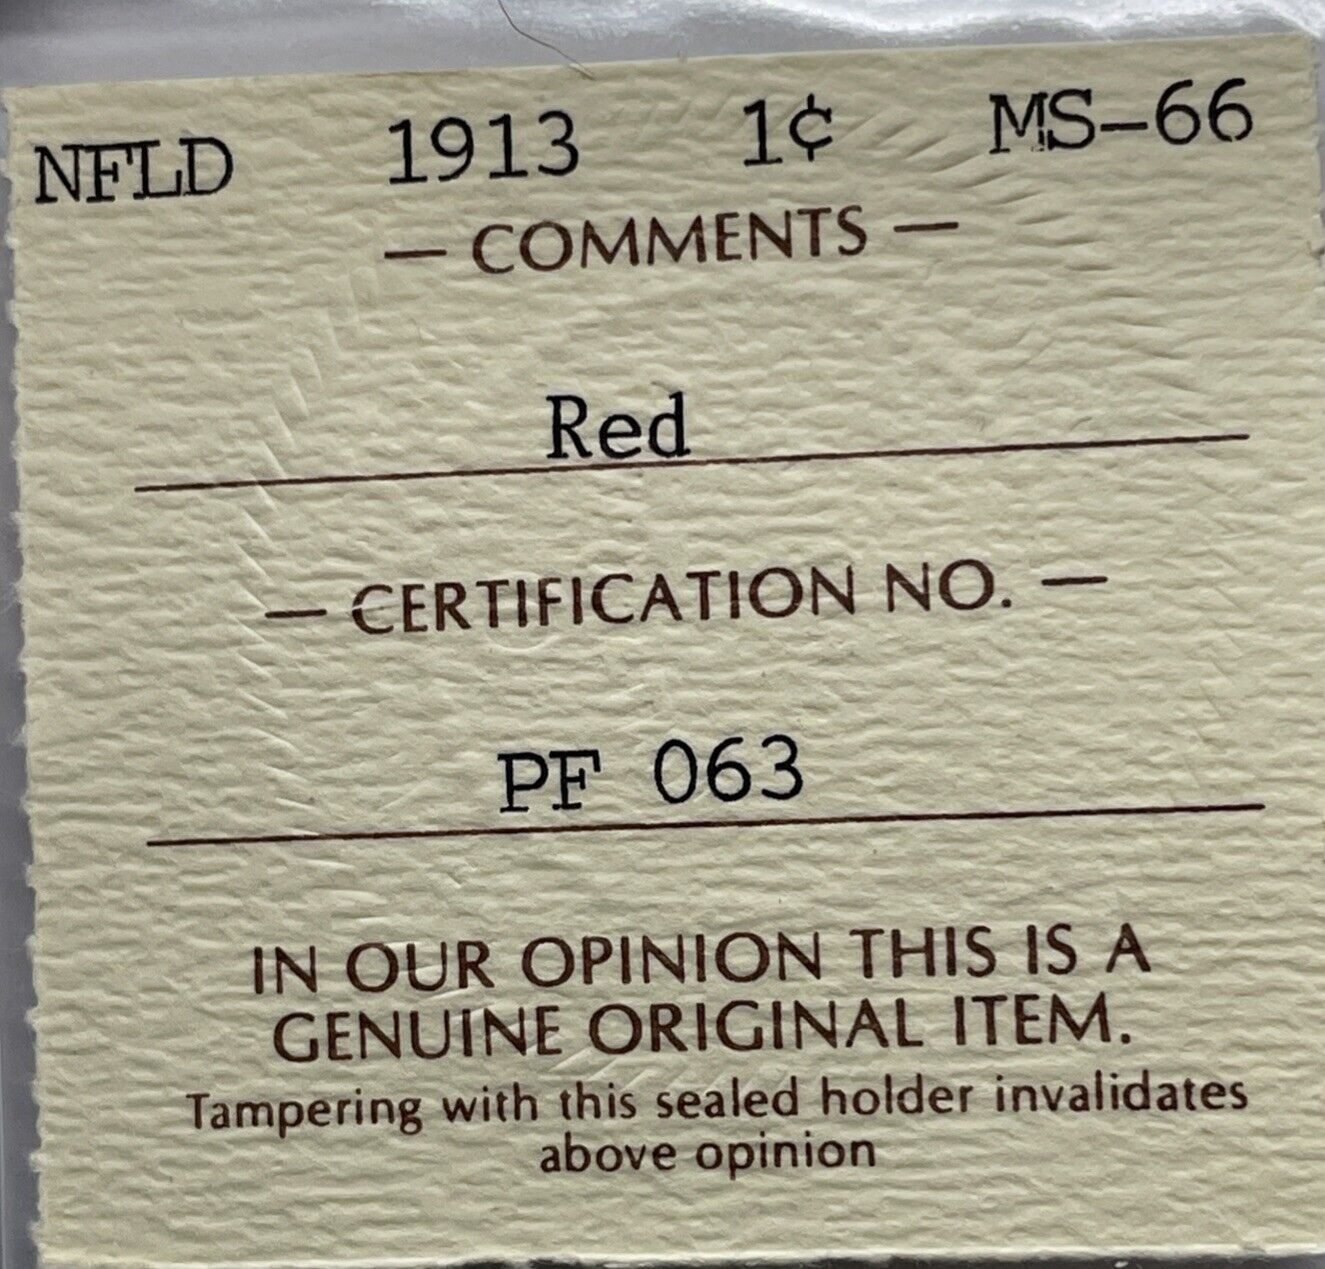 NFLD 1913 1¢ MS-66
— COMMENTS —
Red
— CERTIFICATION NO. —
PF 063
IN OUR OPINION THIS IS A
GENUINE ORIGINAL ITEM.
Tampering with this sealed holder invalidates
above opinion